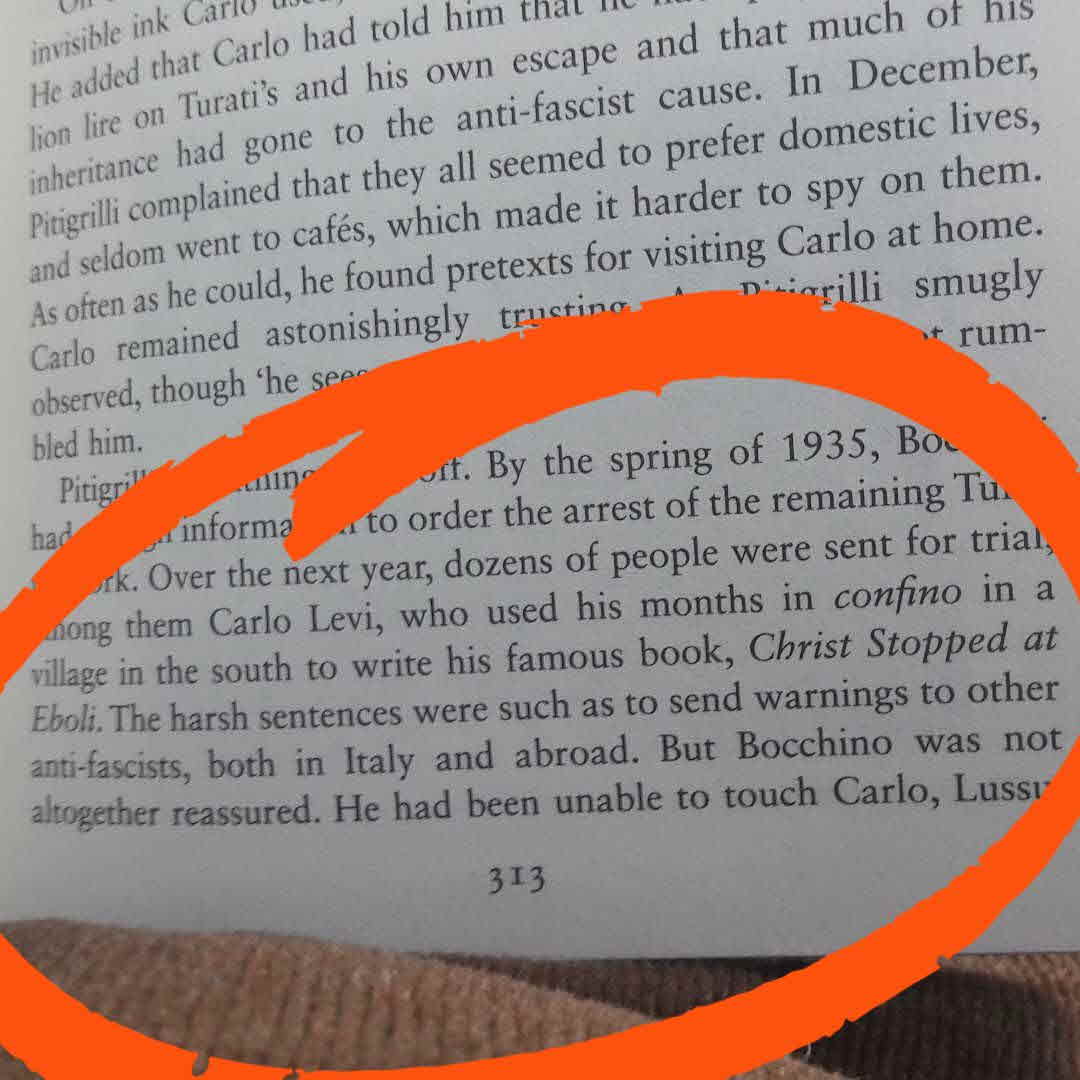 invisible ink Carlo
He added that Carlo had told him that he
lion lire on Turati's and his own escape and that much of his
inheritance had gone to the anti-fascist cause. In December,
Pitigrilli complained that they all seemed to prefer domestic lives,
and seldom went to cafés, which made it harder to spy on them.
As often as he could, he found pretexts for visiting Carlo at home.
Carlo remained astonishingly trusting. As Pitigrilli smugly
observed, though 'he sees rum-
bled him.
off. By the spring of 1935,
had to order the arrest of the remaining
Over the next year, dozens of people were sent for trial,
among them Carlo Levi, who used his months in confino in a
village in the south to write his famous book, Christ Stopped at
Eboli. The harsh sentences were such as to send warnings to other
anti-fascists, both in Italy and abroad. But Bocchino was not
altogether reassured. He had been unable to touch Carlo, Lussu
313